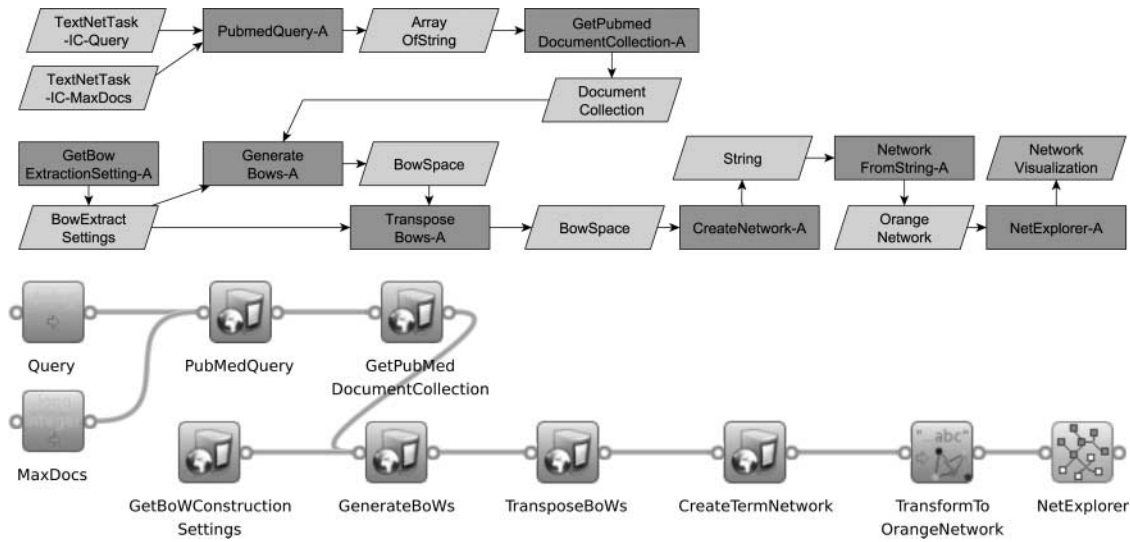 TextNetTask
-IC-Query
PubmedQuery-A
Array
OfString
GetPubmed
DocumentCollection-A
TextNetTask
-IC-MaxDocs
Document
Collection
GetBow
ExtractionSetting-A
Generate
Bows-A
BowSpace
String
Network
FromString-A
Network
Visualization
BowExtract
Settings
Transpose
Bows-A
BowSpace
CreateNetwork-A
Orange
Network
NetExplorer-A
Query
PubMedQuery
GetPubMed
DocumentCollection
MaxDocs
"...abc"
GetBoWConstruction
Settings
GenerateBoWs
TransposeBoWs
CreateTermNetwork
TransformTo
OrangeNetwork
NetExplorer